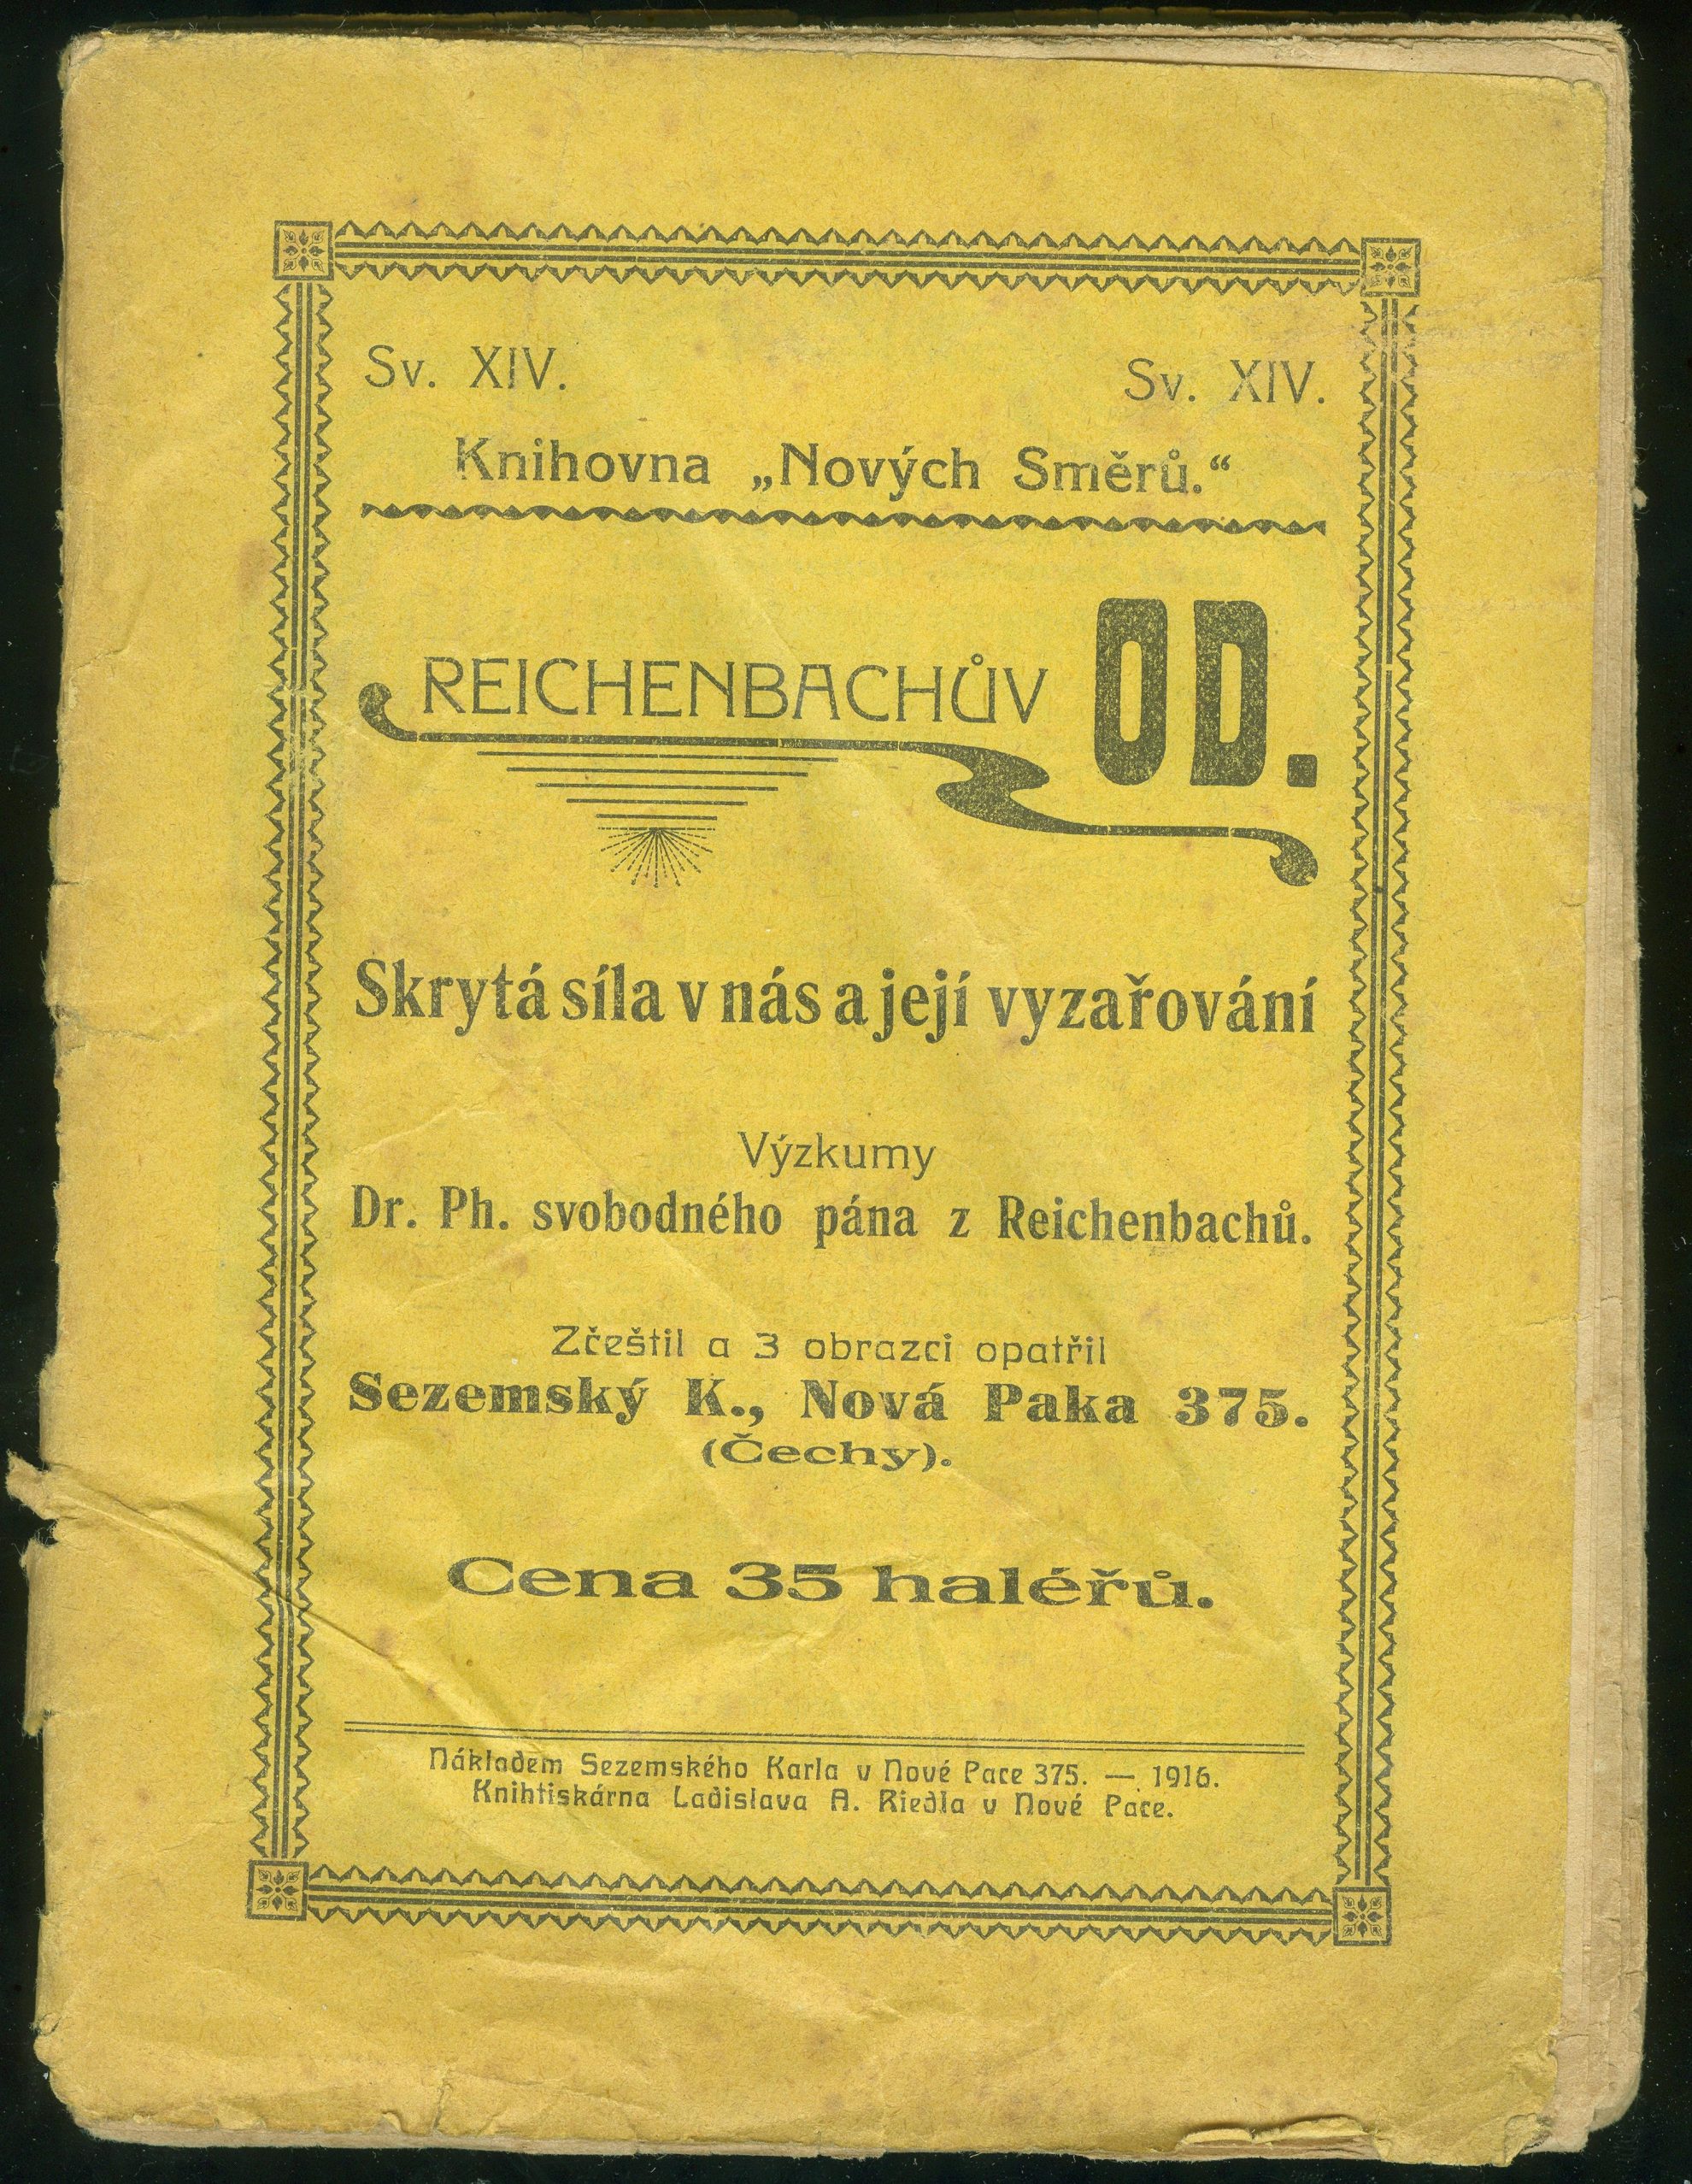 Sv. XIV. Sv. XIV.
Knihovna „Nových Směrů.“
REICHENBACHŮV OD.
Skrytá síla v nás a její vyzařování
Výzkumy
Dr. Ph. svobodného pána z Reichenbachů.
Zčeštil a 3 obrazci opatřil
Sezemský K., Nová Paka 375.
(Čechy).
Cena 35 haléřů.
Nákladem Sezemského Karla v Nové Pace 375. — 1916.
Knihtiskárna Ladislava A. Riedla v Nové Pace.